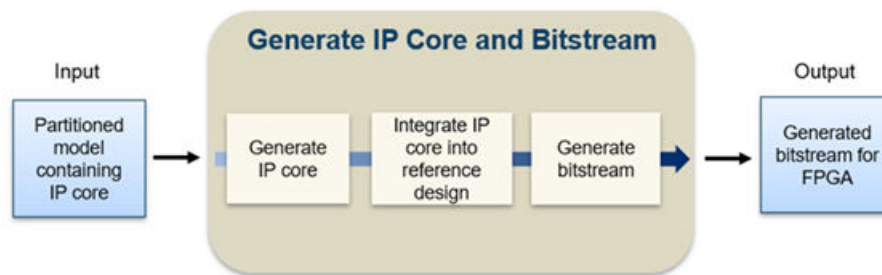 Generate IP Core and Bitstream
Input
Partitioned
model
containing
IP core
Generate
IP core
Integrate IP
core into
reference
design
Generate
bitstream
Output
Generated
bitstream for
FPGA